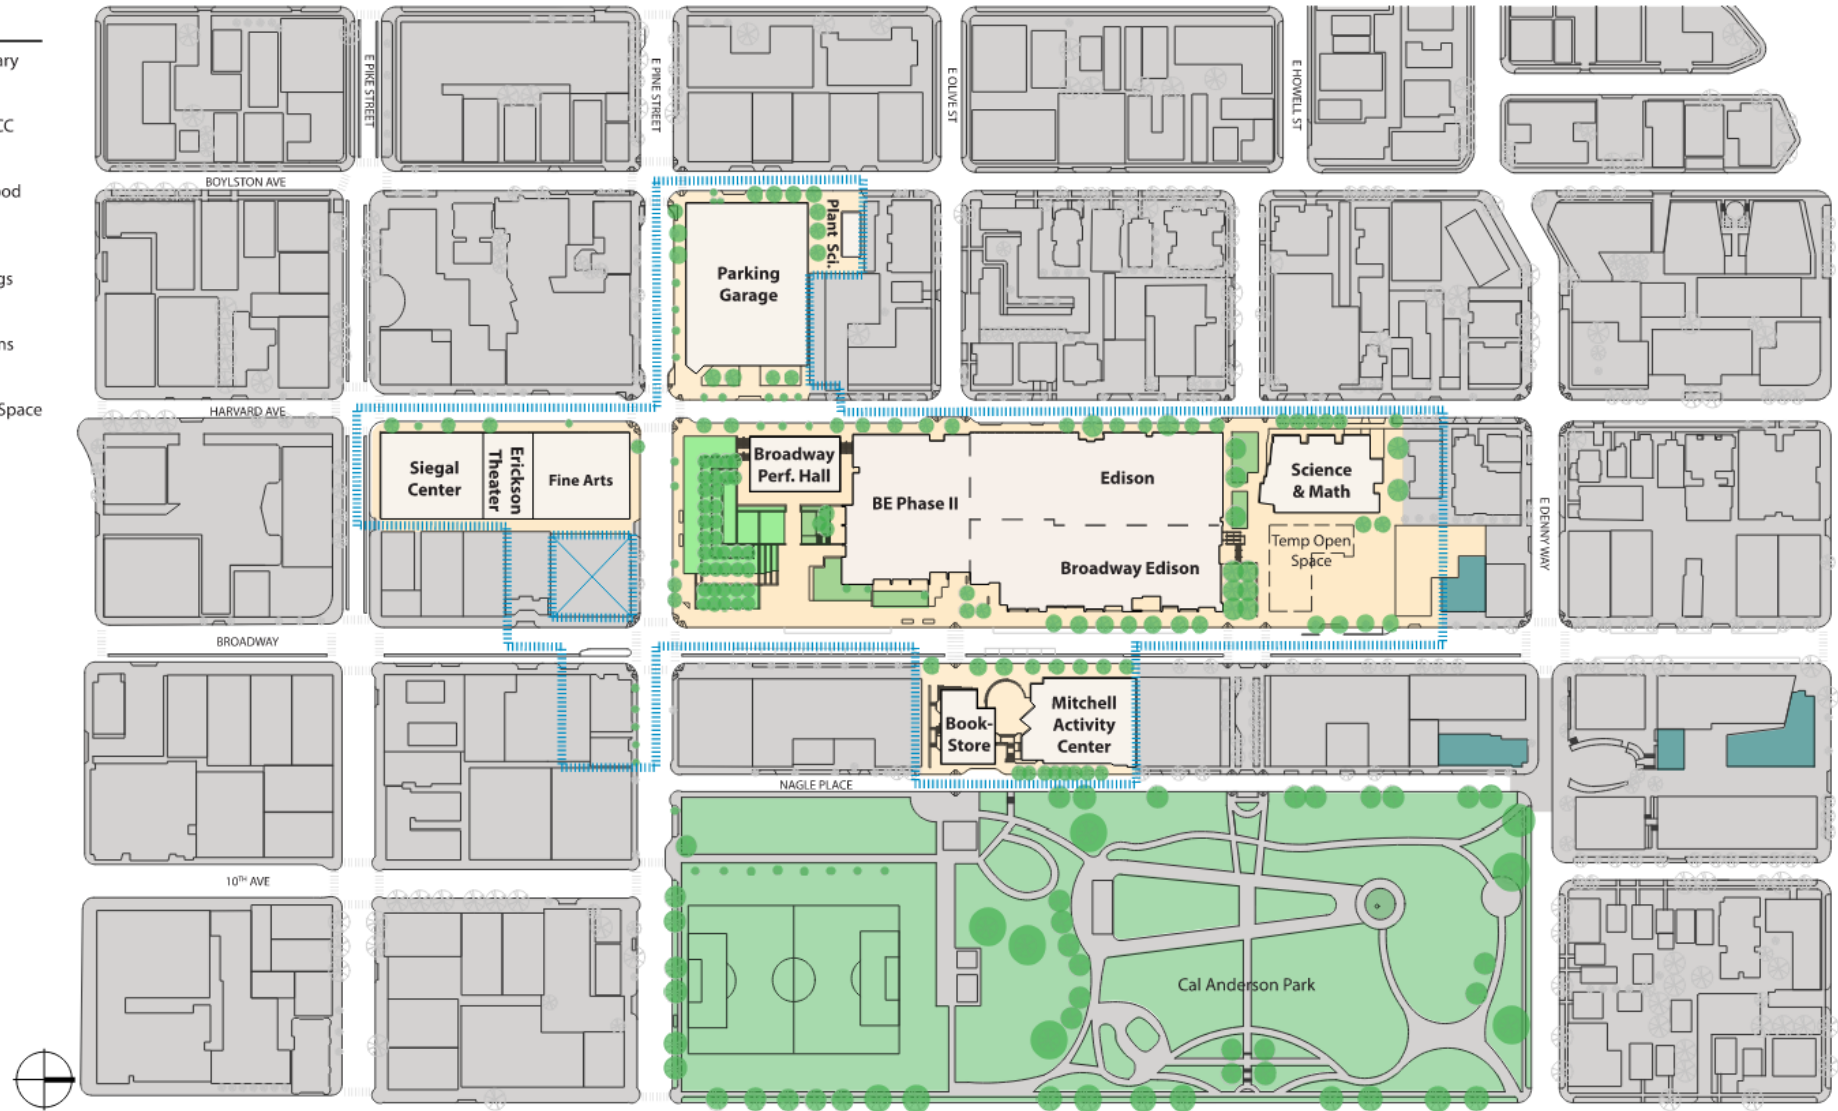 ary
CC
ood
gs
ns
Space
E PIKE STREET
E PINE STREET
E OLIVE ST
E HOWELL ST
BOYLSTON AVE
Plant Sci.
Parking
Garage
HARVARD AVE
Siegal
Center
Erickson
Theater
Fine Arts
Broadway
Perf. Hall
BE Phase II
Edison
Science
& Math
Temp Open
Space
Broadway Edison
E DENNY WAY
BROADWAY
Book-
Store
Mitchell
Activity
Center
NAGLE PLACE
10TH AVE
Cal Anderson Park